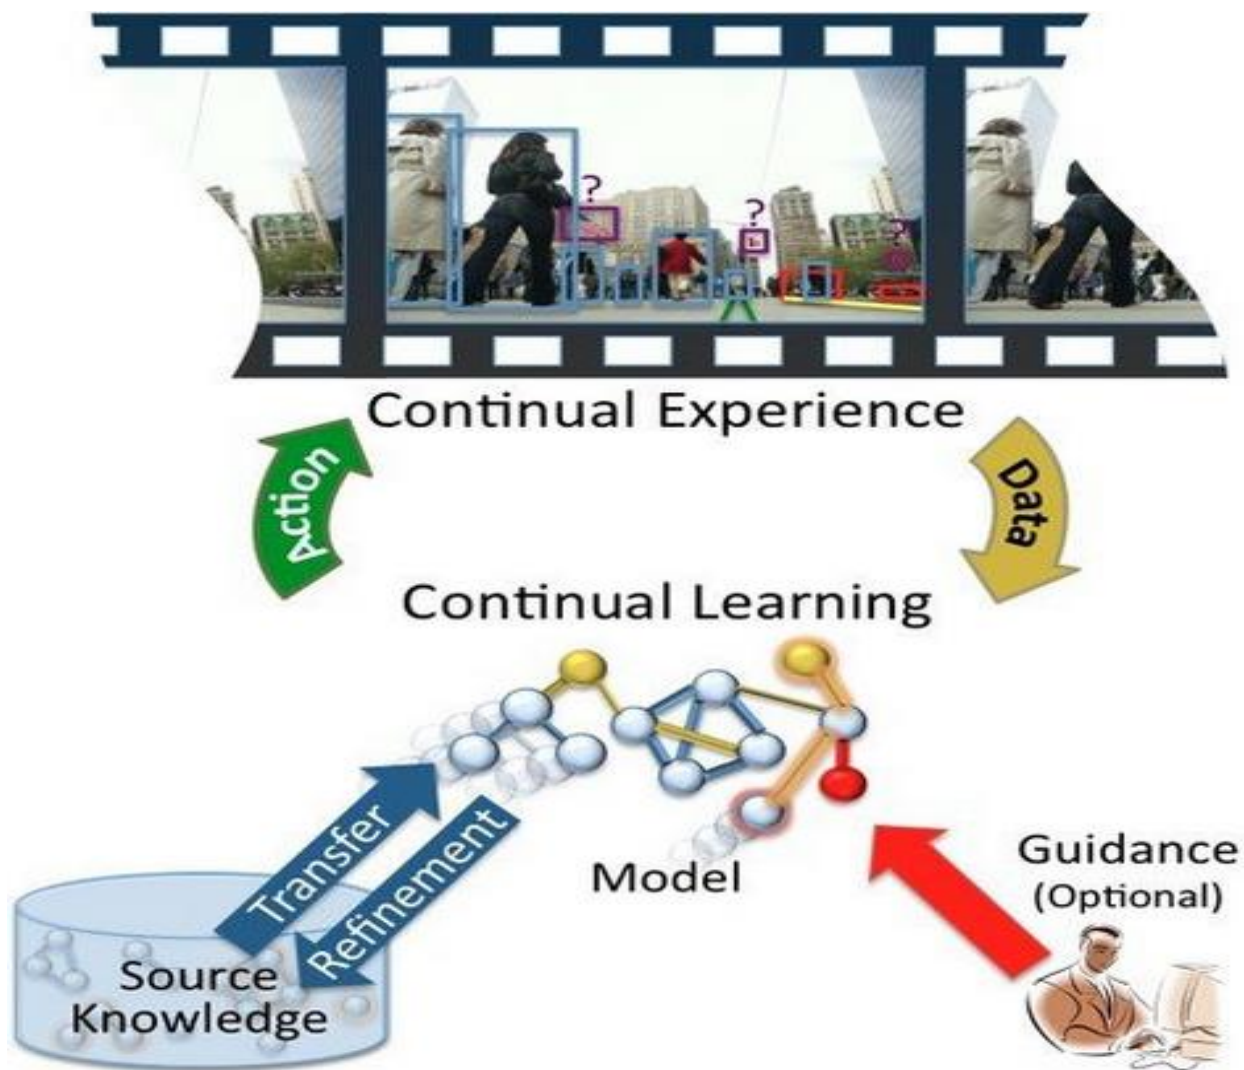 ?
?
?
Continual Experience
Action
Data
Continual Learning
Transfer
Refinement
Model
Guidance
(Optional)
Source
Knowledge